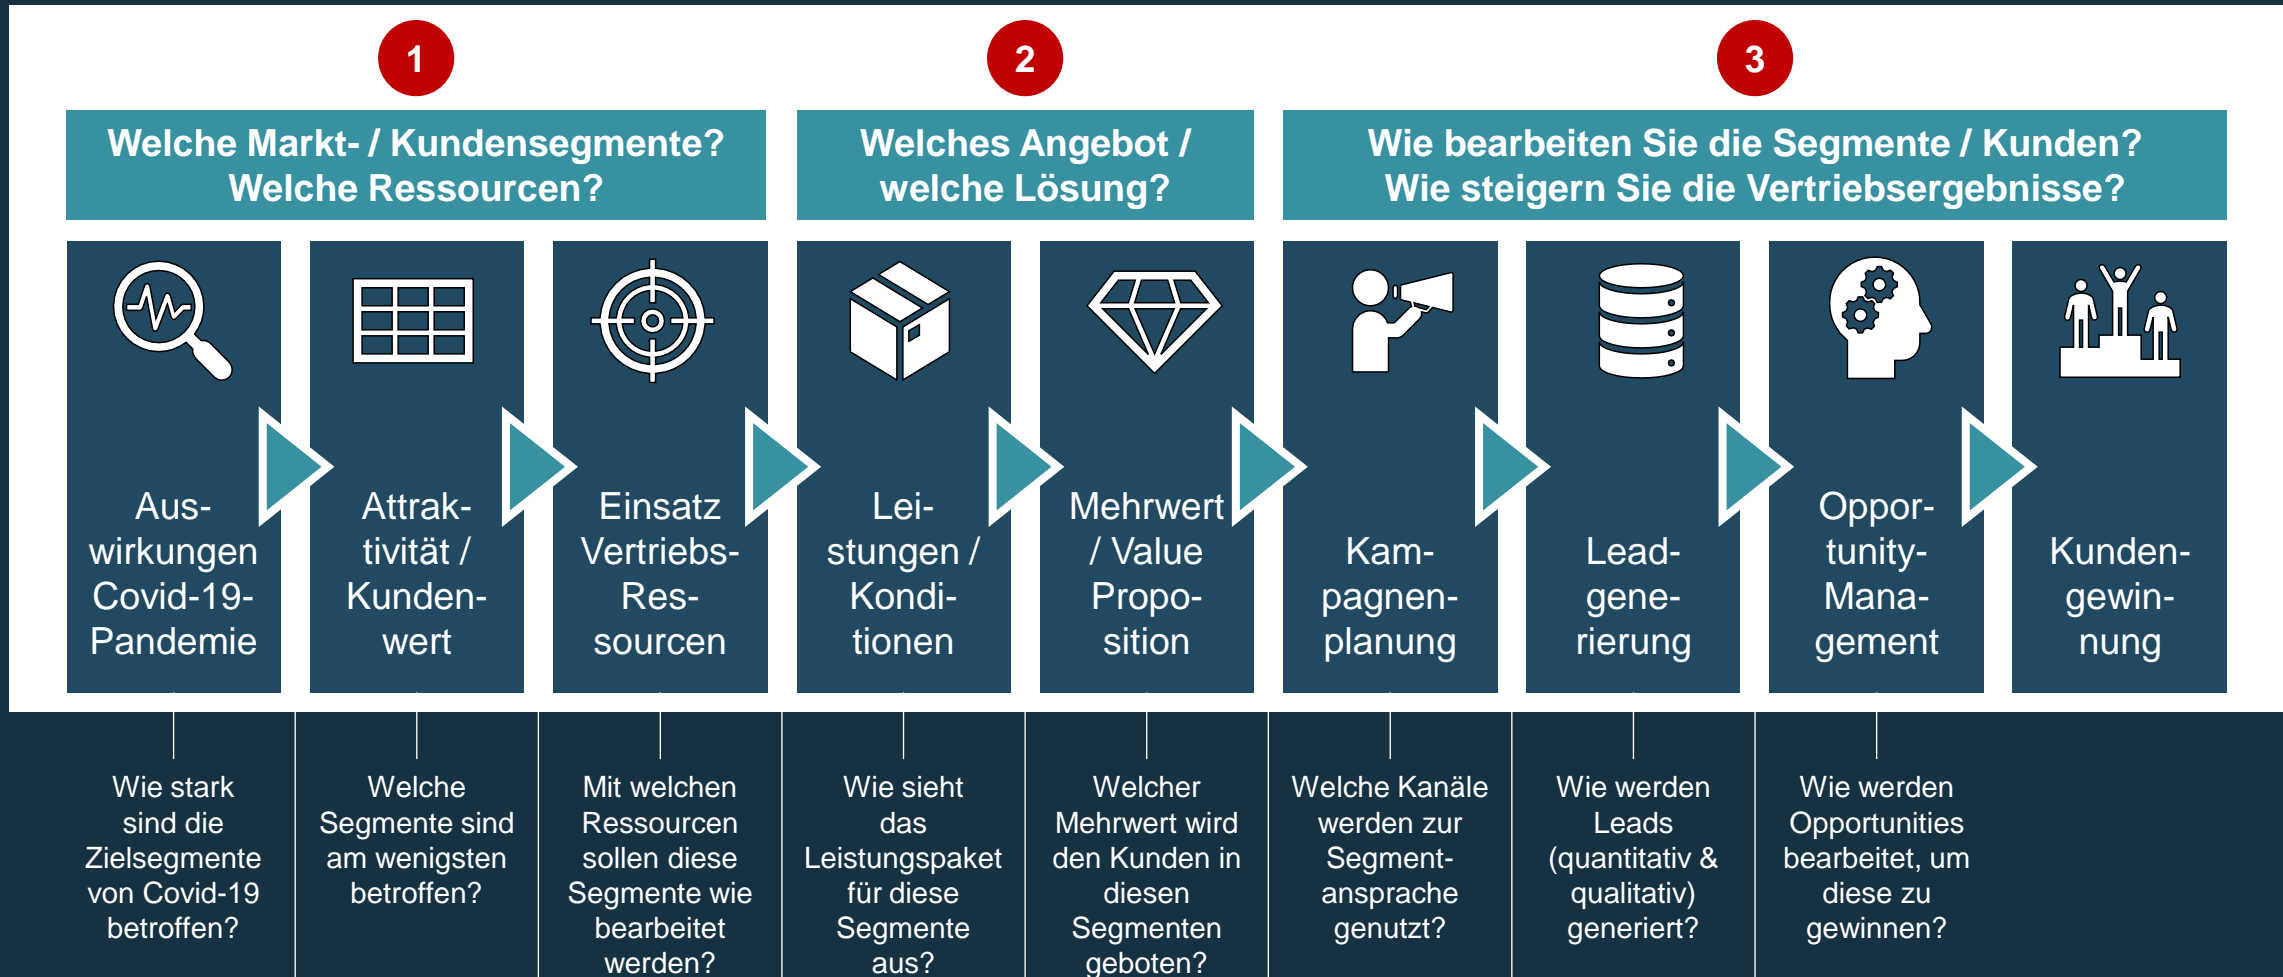 1
Welche Markt- / Kundensegmente?
Welche Ressourcen?
2
Welches Angebot /
welche Lösung?
3
Wie bearbeiten Sie die Segmente / Kunden?
Wie steigern Sie die Vertriebsergebnisse?
Aus-
wirkungen
Covid-19-
Pandemie
Attrak-
tivität /
Kunden-
wert
Einsatz
Vertriebs-
Res-
sourcen
Lei-
stungen /
Kondi-
tionen
Mehrwert
/ Value
Propo-
sition
Kam-
pagnen-
planung
Lead-
gene-
rierung
Oppor-
tunity-
Mana-
gement
Kunden-
gewin-
nung
Wie stark
sind die
Zielsegmente
von Covid-19
betroffen?
Welche
Segmente sind
am wenigsten
betroffen?
Mit welchen
Ressourcen
sollen diese
Segmente wie
bearbeitet
werden?
Wie sieht
das
Leistungspaket
für diese
Segmente
aus?
Welcher
Mehrwert wird
den Kunden in
diesen
Segmenten
geboten?
Welche Kanäle
werden zur
Segment-
ansprache
genutzt?
Wie werden
Leads
(quantitativ &
qualitativ)
generiert?
Wie werden
Opportunities
bearbeitet, um
diese zu
gewinnen?